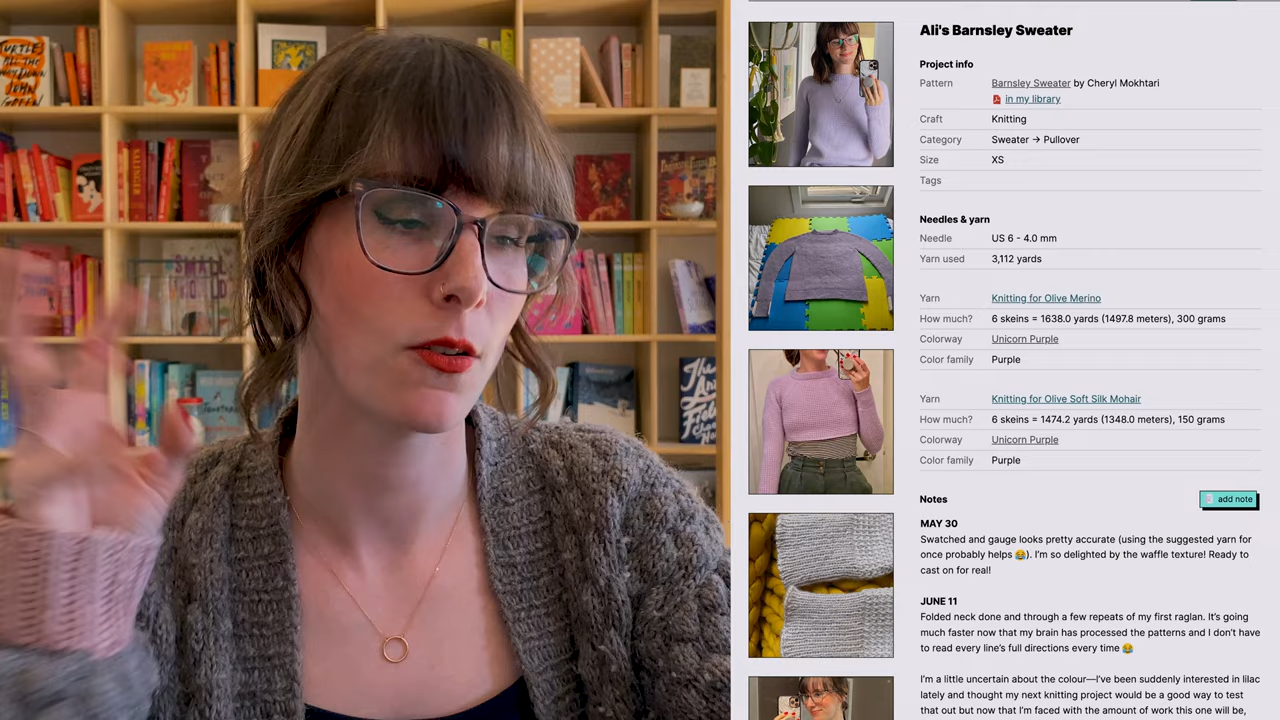 TURTLES
ALL THE
WAY DOWN
JOHN
GREEN
SMALL
Ali's Barnsley Sweater
Project info
Pattern Barnsley Sweater by Cheryl Mokhtari
in my library
Craft Knitting
Category Sweater → Pullover
Size XS
Tags
Needles & yarn
Needle US 6 - 4.0 mm
Yarn used 3,112 yards
Yarn Knitting for Olive Merino
How much? 6 skeins = 1638.0 yards (1497.8 meters), 300 grams
Colorway Unicorn Purple
Color family Purple
Yarn Knitting for Olive Soft Silk Mohair
How much? 6 skeins = 1474.2 yards (1348.0 meters), 150 grams
Colorway Unicorn Purple
Color family Purple
Notes
add note
MAY 30
Swatched and gauge looks pretty accurate (using the suggested yarn for
once probably helps 😂). I'm so delighted by the waffle texture! Ready to
cast on for real!
JUNE 11
Folded neck done and through a few repeats of my first raglan. It's going
much faster now that my brain has processed the patterns and I don't have
to read every line's full directions every time 😂
I'm a little uncertain about the colour—I've been suddenly interested in lilac
lately and thought my next knitting project would be a good way to test
that out but now that I'm faced with the amount of work this one will be,